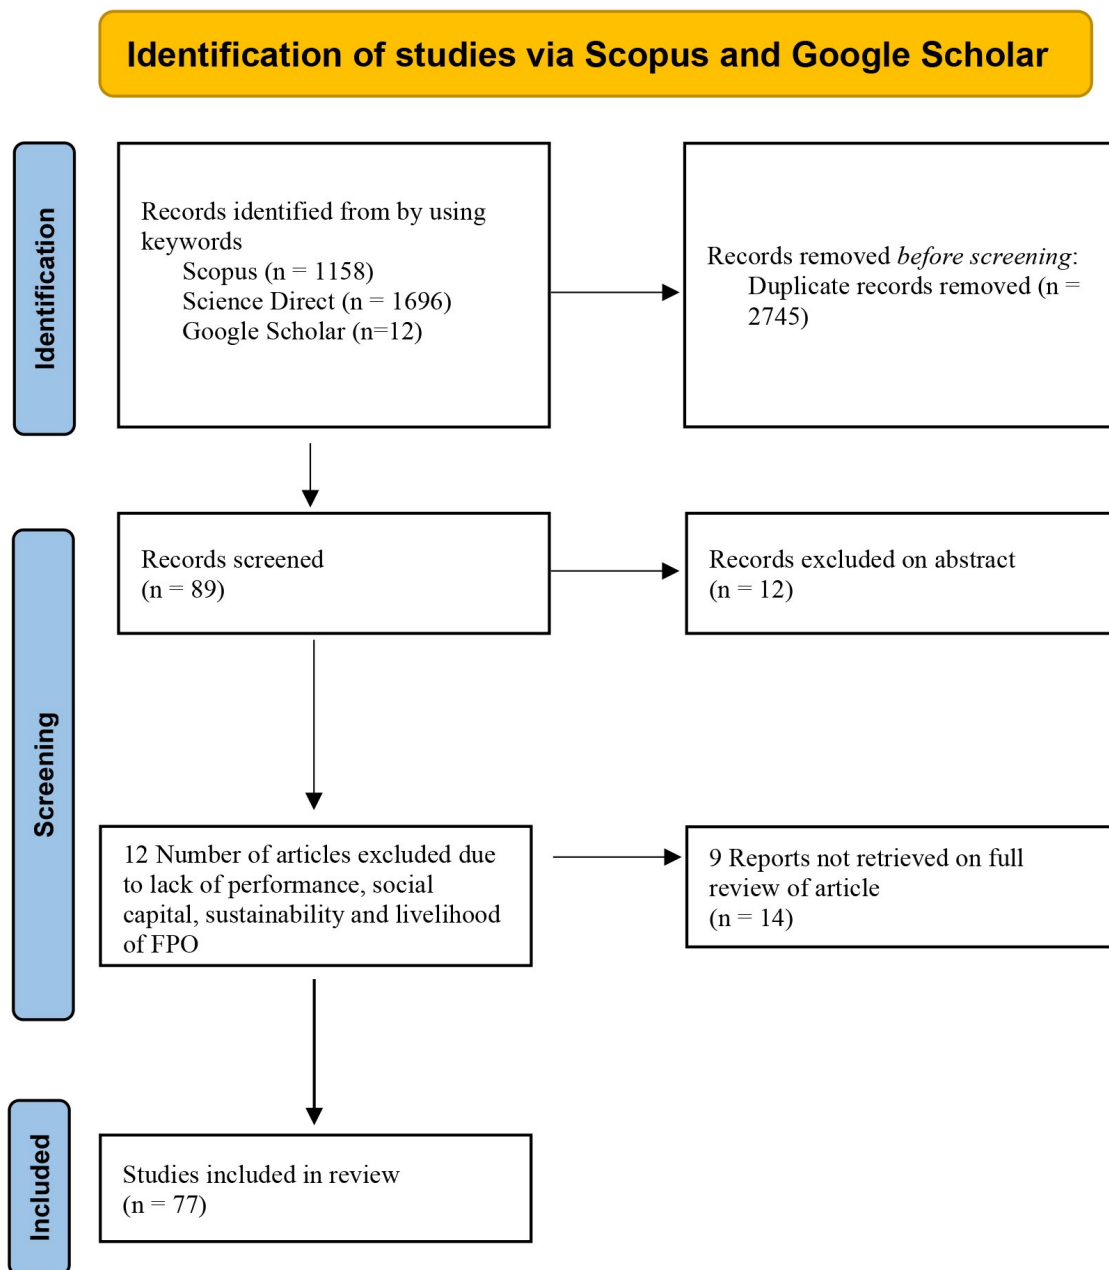 Identification of studies via Scopus and Google Scholar
Identification
Records identified from by using
keywords
Scopus (n = 1158)
Science Direct (n = 1696)
Google Scholar (n=12)
Records removed before screening:
Duplicate records removed (n =
2745)
Screening
Records screened
(n = 89)
Records excluded on abstract
(n = 12)
12 Number of articles excluded due
to lack of performance, social
capital, sustainability and livelihood
of FPO
9 Reports not retrieved on full
review of article
(n = 14)
Included
Studies included in review
(n = 77)